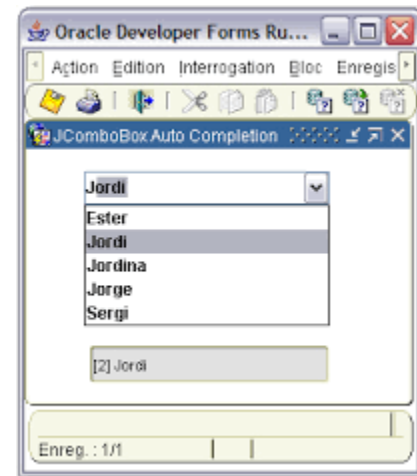 Oracle Developer Forms Ru...
Action Edition Interrogation Bloc Enregis
JComboBox Auto Completion
Jordi
Ester
Jordi
Jordina
Jorge
Sergi
[2] Jordi
Enreg. : 1/1